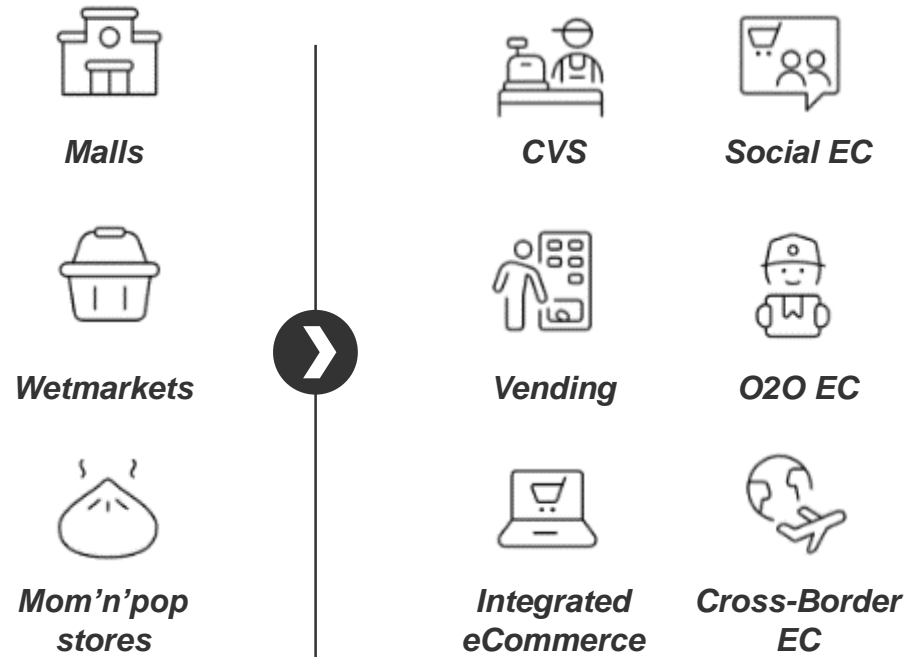 Malls
Wetmarkets
Mom’n’pop
stores
CVS
Social EC
Vending
O2O EC
Integrated
eCommerce
Cross-Border
EC